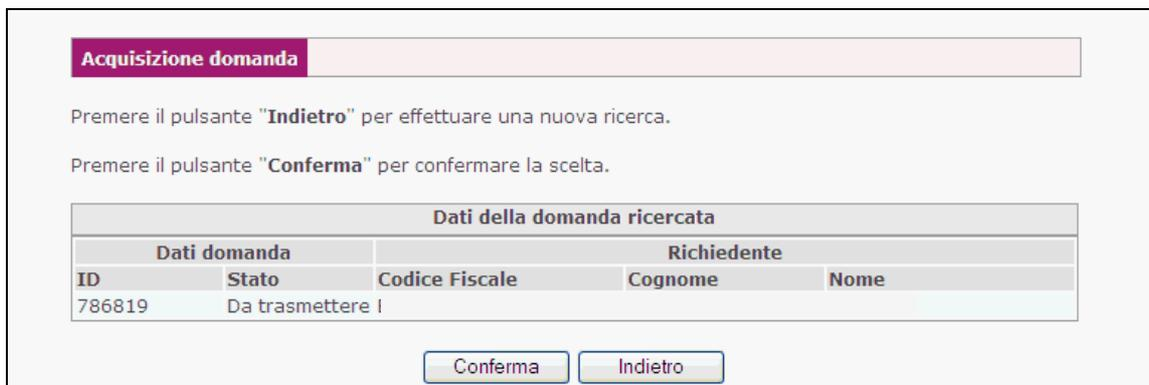 Acquisizione domanda
Premere il pulsante "Indietro" per effettuare una nuova ricerca.
Premere il pulsante "Conferma" per confermare la scelta.
Dati della domanda ricercata
Dati domanda Richiedente
ID Stato Codice Fiscale Cognome Nome
786819 Da trasmettere
Conferma Indietro